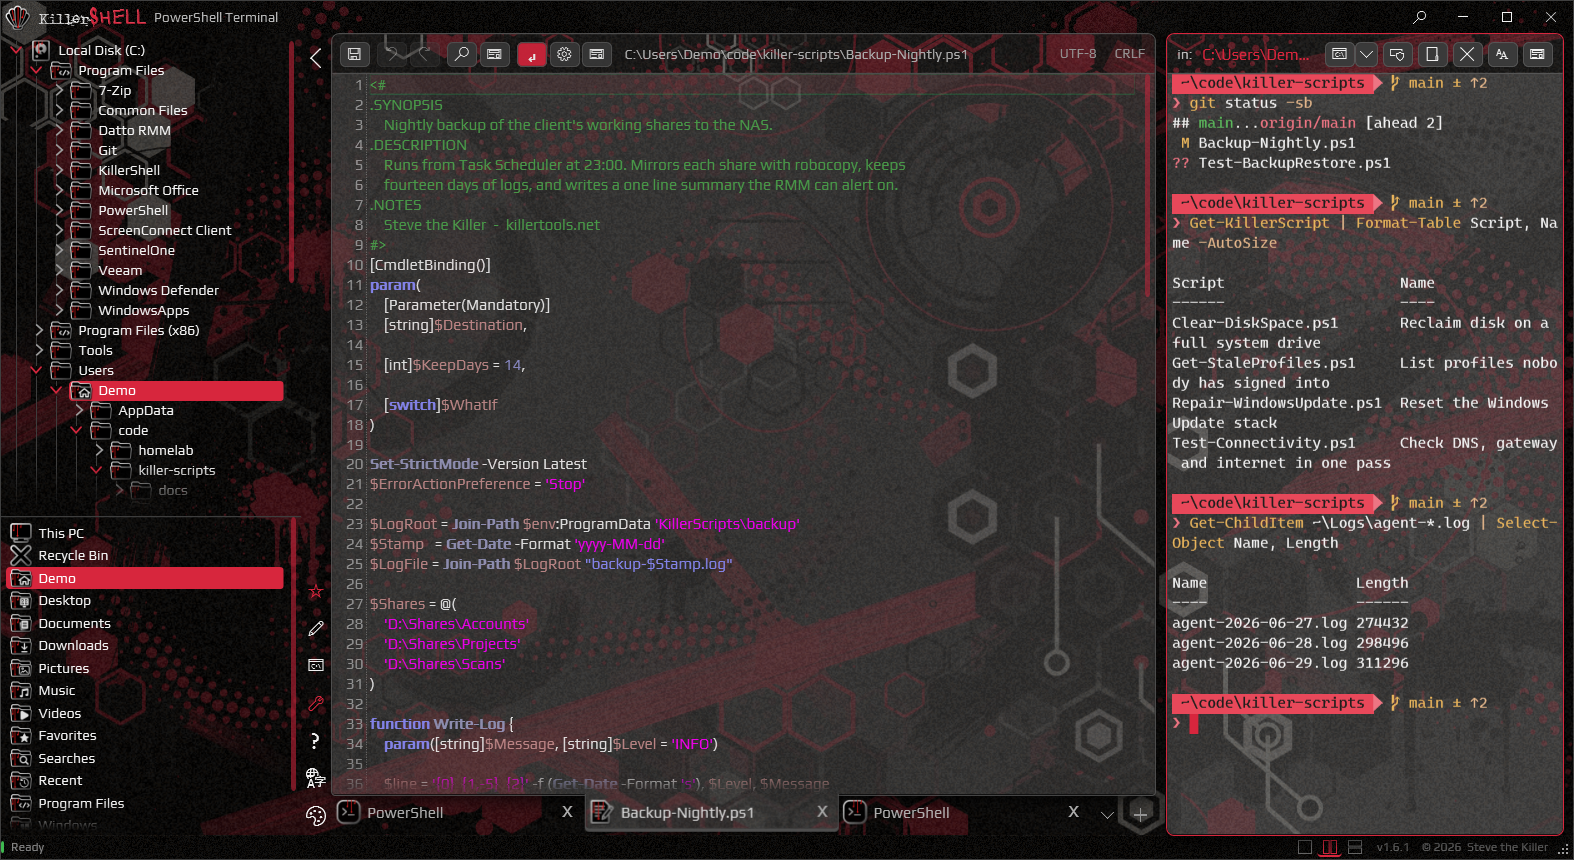 KillerSHELL PowerShell Terminal
Local Disk (C:)
Program Files
7-Zip
Common Files
Datto RMM
Git
KillerShell
Microsoft Office
PowerShell
ScreenConnect Client
SentinelOne
Veeam
Windows Defender
WindowsApps
Program Files (x86)
Tools
Users
Demo
AppData
code
homelab
killer-scripts
docs
This PC
Recycle Bin
Demo
Desktop
Documents
Downloads
Pictures
Music
Videos
Favorites
Searches
Recent
Program Files
Windows
Ready
C:\Users\Demo\code\killer-scripts\Backup-Nightly.ps1 UTF-8 CRLF
1 <#
2 .SYNOPSIS
3 Nightly backup of the client's working shares to the NAS.
4 .DESCRIPTION
5 Runs from Task Scheduler at 23:00. Mirrors each share with robocopy, keeps
6 fourteen days of logs, and writes a one line summary the RMM can alert on.
7 .NOTES
8 Steve the Killer - killertools.net
9 #>
10 [CmdletBinding()]
11 param(
12 [Parameter(Mandatory)]
13 [string]$Destination,
14
15 [int]$KeepDays = 14,
16
17 [switch]$WhatIf
18 )
19
20 Set-StrictMode -Version Latest
21 $ErrorActionPreference = 'Stop'
22
23 $LogRoot = Join-Path $env:ProgramData 'KillerScripts\backup'
24 $Stamp = Get-Date -Format 'yyyy-MM-dd'
25 $LogFile = Join-Path $LogRoot "backup-$Stamp.log"
26
27 $Shares = @(
28 'D:\Shares\Accounts'
29 'D:\Shares\Projects'
30 'D:\Shares\Scans'
31 )
32
33 function Write-Log {
34 param([string]$Message, [string]$Level = 'INFO')
35
36 $line = '{0} {1,-5} {2}' -f (Get-Date -Format 's'), $Level, $Message
PowerShell X
Backup-Nightly.ps1 X
PowerShell X
in: C:\Users\Dem...
~\code\killer-scripts main ± ↑2
❯ git status -sb
## main...origin/main [ahead 2]
M Backup-Nightly.ps1
?? Test-BackupRestore.ps1
~\code\killer-scripts main ± ↑2
❯ Get-KillerScript | Format-Table Script, Na
me -AutoSize
Script Name
------ ----
Clear-DiskSpace.ps1 Reclaim disk on a
full system drive
Get-StaleProfiles.ps1 List profiles nobo
dy has signed into
Repair-WindowsUpdate.ps1 Reset the Windows
Update stack
Test-Connectivity.ps1 Check DNS, gateway
and internet in one pass
~\code\killer-scripts main ± ↑2
❯ Get-ChildItem ~\Logs\agent-*.log | Select-
Object Name, Length
Name Length
---- ------
agent-2026-06-27.log 274432
agent-2026-06-28.log 298496
agent-2026-06-29.log 311296
~\code\killer-scripts main ± ↑2
❯
v1.6.1 © 2026 Steve the Killer